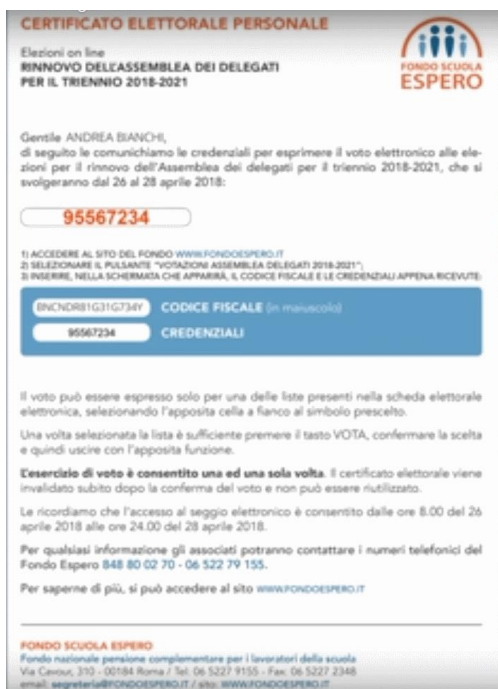 CERTIFICATO ELETTORALE PERSONALE
FONDO SCUOLA
ESPERO
Elezioni on line
RINNOVO DELL'ASSEMBLEA DEI DELEGATI
PER IL TRIENNIO 2018-2021
Gentile ANDREA BIANCHI,
di seguito le comunichiamo le credenziali per esprimere il voto elettronico alle ele-
zioni per il rinnovo dell'Assemblea dei delegati per il triennio 2018-2021, che si
svolgeranno dal 26 al 28 aprile 2018:
95567234
1) ACCEDERE AL SITO DEL FONDO WWW.FONDOESPERO.IT
2) SELEZIONARE IL PULSANTE "VOTAZIONI ASSEMBLEA DELEGATI 2018-2021";
3) INSERIRE, NELLA SCHERMATA CHE APPARIRÀ, IL CODICE FISCALE E LE CREDENZIALI APPENA RICEVUTE:
BNCNDR81G31G734Y CODICE FISCALE (in maiuscolo)
95567234 CREDENZIALI
Il voto può essere espresso solo per una delle liste presenti nella scheda elettorale
elettronica, selezionando l'apposita cella a fianco al simbolo prescelto.
Una volta selezionata la lista è sufficiente premere il tasto VOTA, confermare la scelta
e quindi uscire con l'apposita funzione.
L'esercizio di voto è consentito una ed una sola volta. Il certificato elettorale viene
invalidato subito dopo la conferma del voto e non può essere riutilizzato.
Le ricordiamo che l'accesso al seggio elettronico è consentito dalle ore 8.00 del 26
aprile 2018 alle ore 24.00 del 28 aprile 2018.
Per qualsiasi informazione gli associati potranno contattare i numeri telefonici del
Fondo Espero 848 80 02 70 - 06 522 79 155.
Per saperne di più, si può accedere al sito WWW.FONDOESPERO.IT
FONDO SCUOLA ESPERO
Fondo nazionale pensione complementare per i lavoratori della scuola
Via Cavour, 310 - 00184 Roma / Tel: 06 5227 9155 - Fax: 06 5227 2348
email: segreteria@FONDOESPERO.IT / sito: WWW.FONDOESPERO.IT